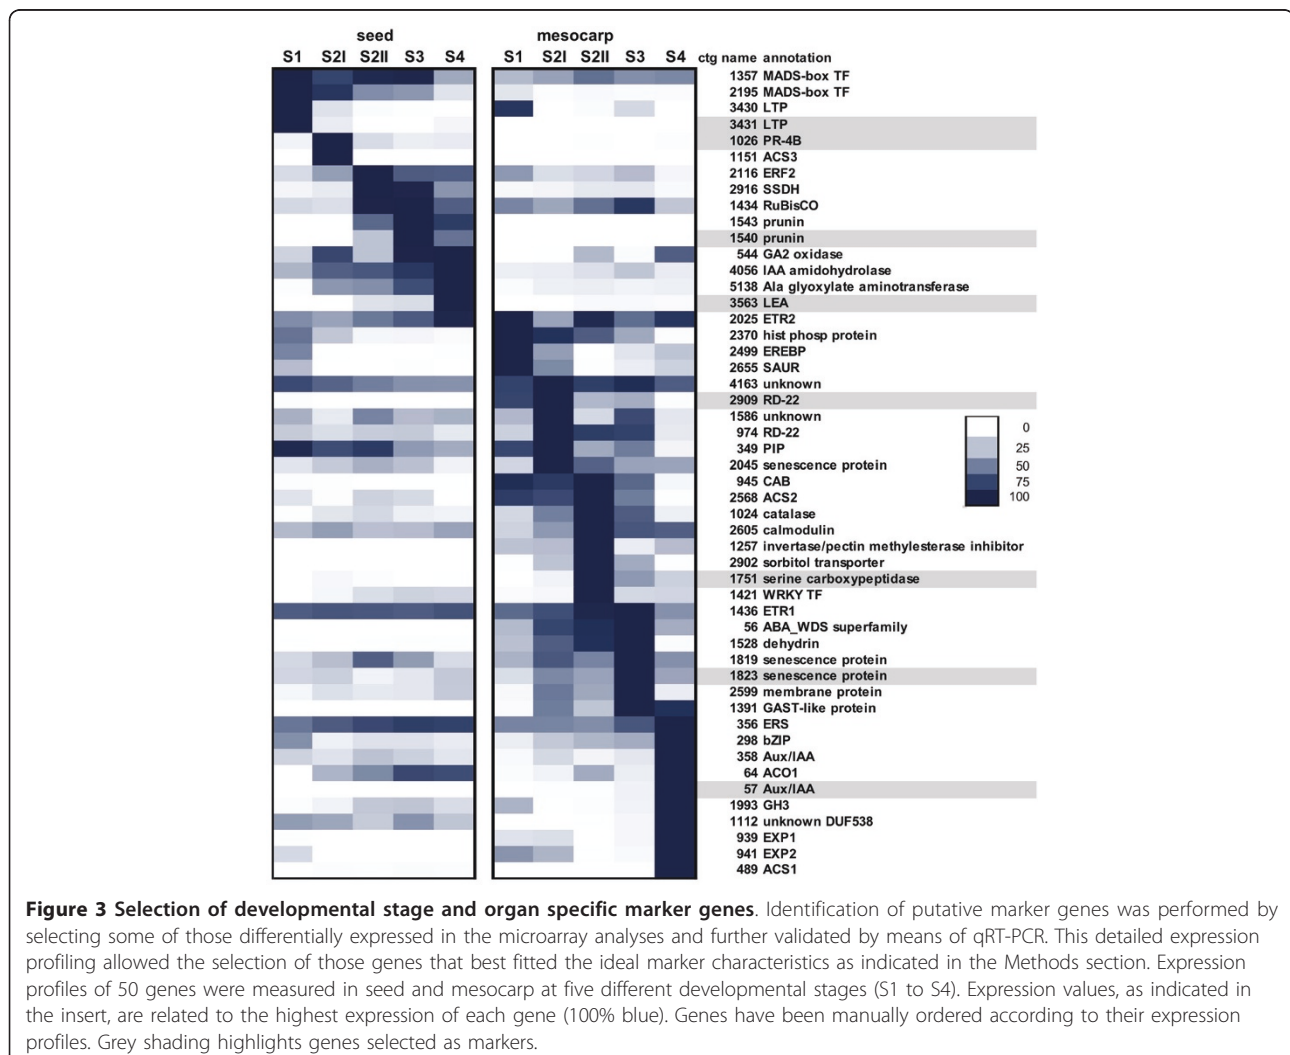 seed mesocarp
S1 S2I S2II S3 S4 S1 S2I S2II S3 S4 ctg name annotation
1357 MADS-box TF
2195 MADS-box TF
3430 LTP
3431 LTP
1026 PR-4B
1151 ACS3
2116 ERF2
2916 SSDH
1434 RuBisCO
1543 prunin
1540 prunin
544 GA2 oxidase
4056 IAA amidohydrolase
5138 Ala glyoxylate aminotransferase
3563 LEA
2025 ETR2
2370 hist phosp protein
2499 EREBP
2655 SAUR
4163 unknown
2909 RD-22
1586 unknown
974 RD-22
349 PIP
2045 senescence protein
945 CAB
2568 ACS2
1024 catalase
2605 calmodulin
1257 invertase/pectin methylesterase inhibitor
2902 sorbitol transporter
1751 serine carboxypeptidase
1421 WRKY TF
1436 ETR1
56 ABA_WDS superfamily
1528 dehydrin
1819 senescence protein
1823 senescence protein
2599 membrane protein
1391 GAST-like protein
356 ERS
298 bZIP
358 Aux/IAA
64 ACO1
57 Aux/IAA
1993 GH3
1112 unknown DUF538
939 EXP1
941 EXP2
489 ACS1
0
25
50
75
100
Figure 3 Selection of developmental stage and organ specific marker genes. Identification of putative marker genes was performed by
selecting some of those differentially expressed in the microarray analyses and further validated by means of qRT-PCR. This detailed expression
profiling allowed the selection of those genes that best fitted the ideal marker characteristics as indicated in the Methods section. Expression
profiles of 50 genes were measured in seed and mesocarp at five different developmental stages (S1 to S4). Expression values, as indicated in
the insert, are related to the highest expression of each gene (100% blue). Genes have been manually ordered according to their expression
profiles. Grey shading highlights genes selected as markers.